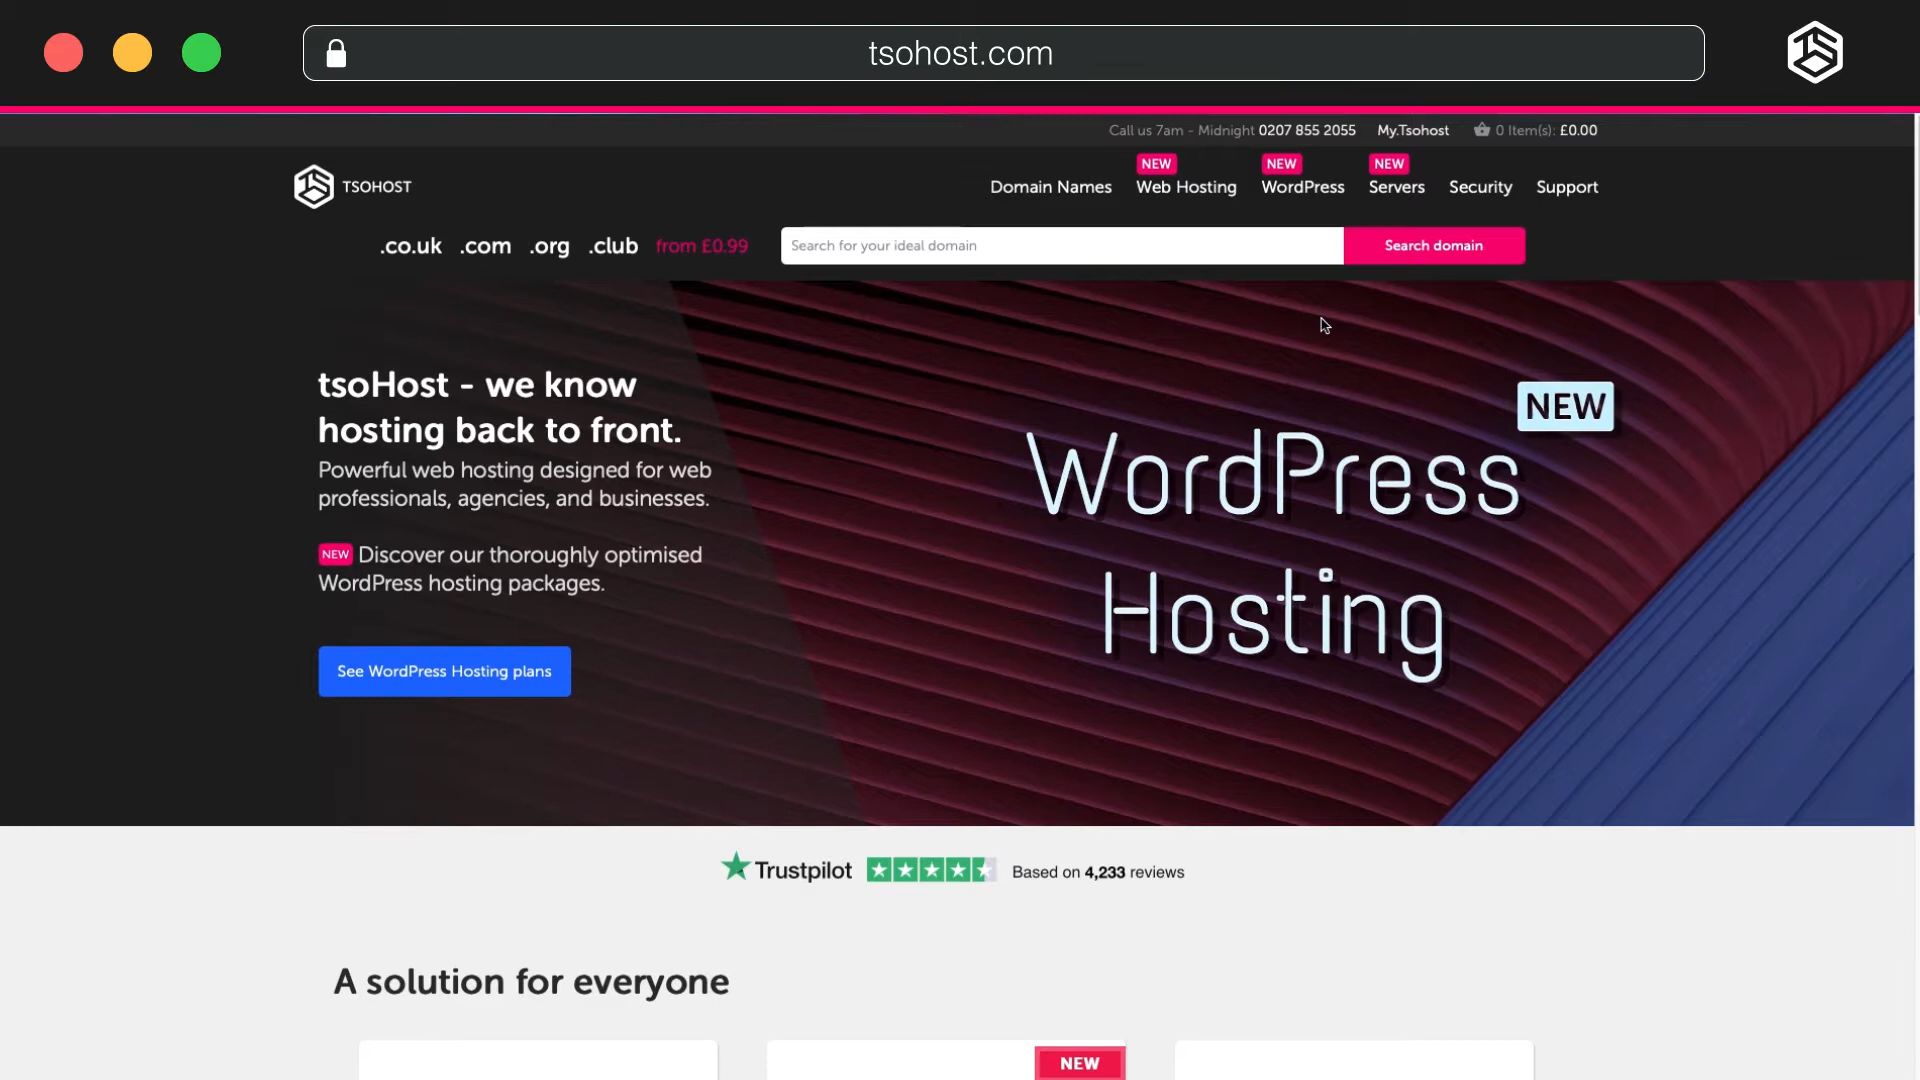 tsohost.com
Call us 7am - Midnight 0207 855 2055 My.Tsohost 0 Item(s): £0.00
TSOHOST
NEW NEW NEW
Domain Names Web Hosting WordPress Servers Security Support
.co.uk .com .org .club from £0.99 Search for your ideal domain Search domain
tsoHost - we know
hosting back to front.
Powerful web hosting designed for web
professionals, agencies, and businesses.
NEW Discover our thoroughly optimised
WordPress hosting packages.
See WordPress Hosting plans
NEW
WordPress
Hosting
Trustpilot Based on 4,233 reviews
A solution for everyone
NEW